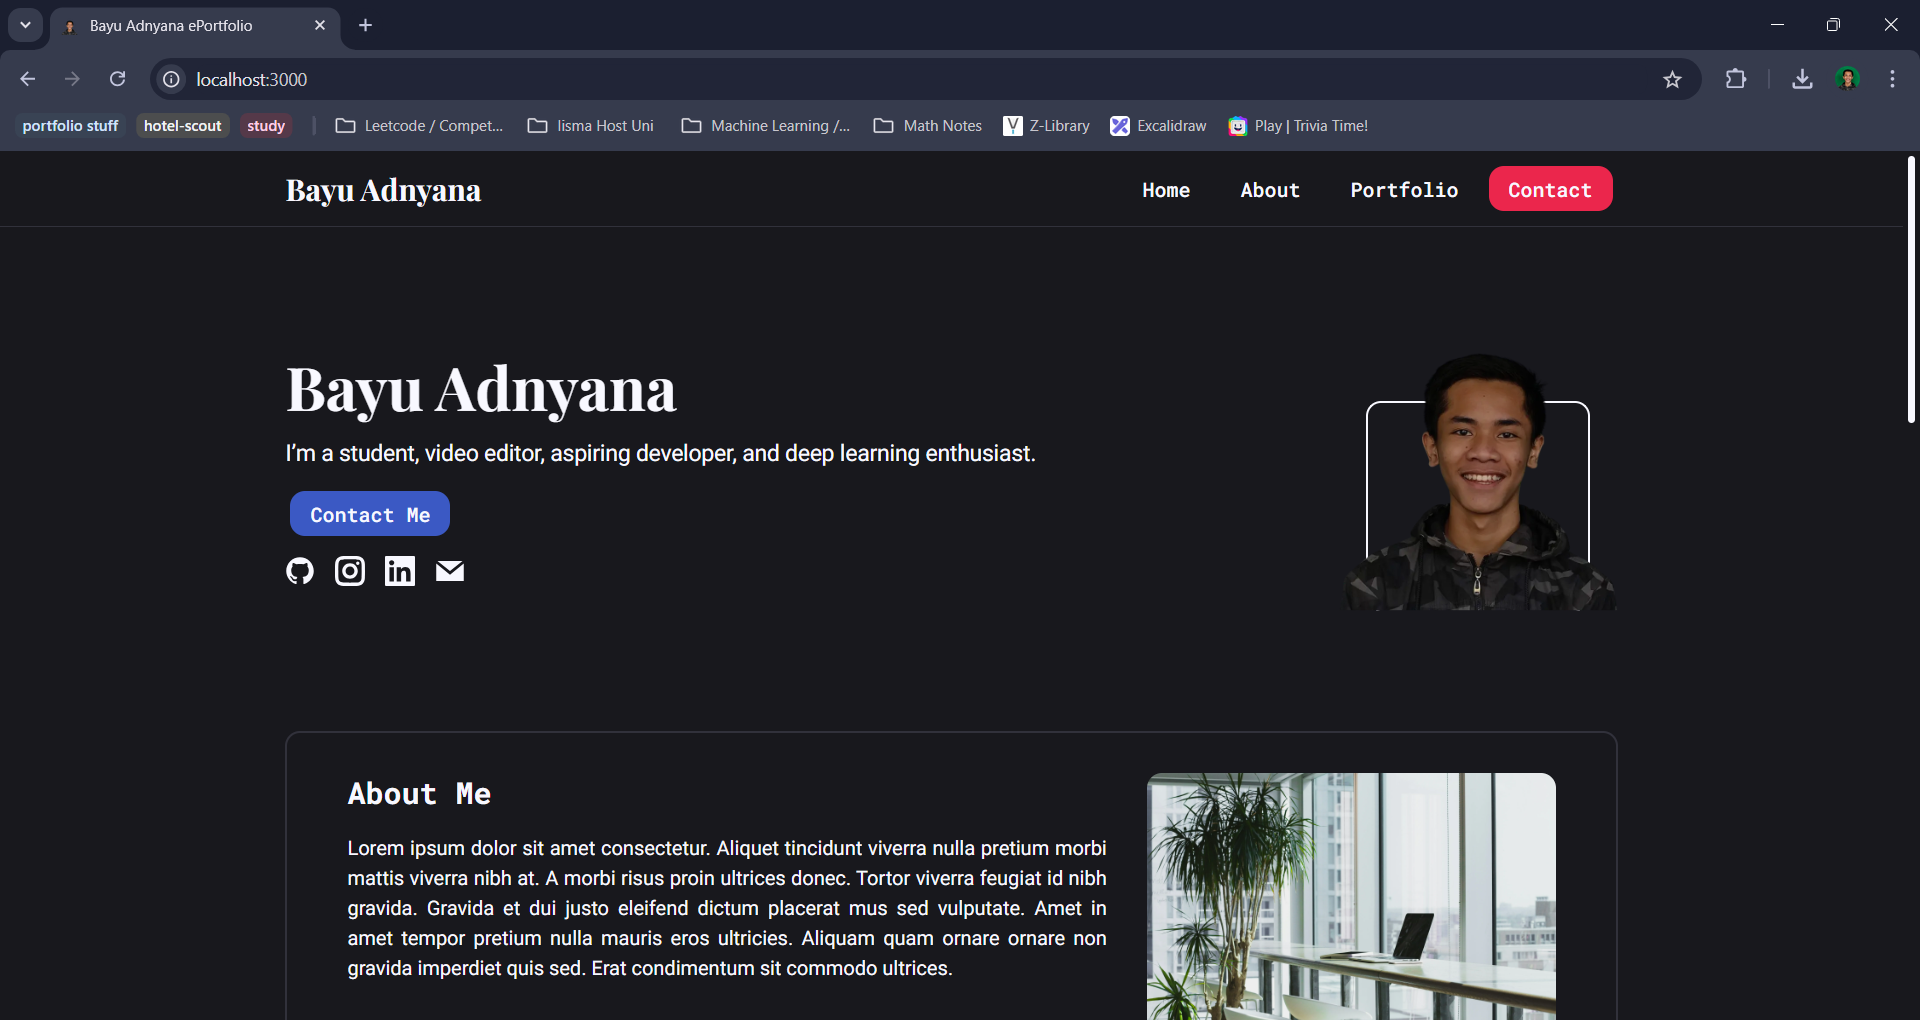 Bayu Adnyana ePortfolio
localhost:3000
portfolio stuff hotel-scout study Leetcode / Compet... Iisma Host Uni Machine Learning /... Math Notes Z-Library Excalidraw Play | Trivia Time!
Bayu Adnyana Home About Portfolio Contact
Bayu Adnyana
I'm a student, video editor, aspiring developer, and deep learning enthusiast.
Contact Me
in
About Me
Lorem ipsum dolor sit amet consectetur. Aliquet tincidunt viverra nulla pretium morbi
mattis viverra nibh at. A morbi risus proin ultrices donec. Tortor viverra feugiat id nibh
gravida. Gravida et dui justo eleifend dictum placerat mus sed vulputate. Amet in
amet tempor pretium nulla mauris eros ultricies. Aliquam quam ornare ornare non
gravida imperdiet quis sed. Erat condimentum sit commodo ultrices.